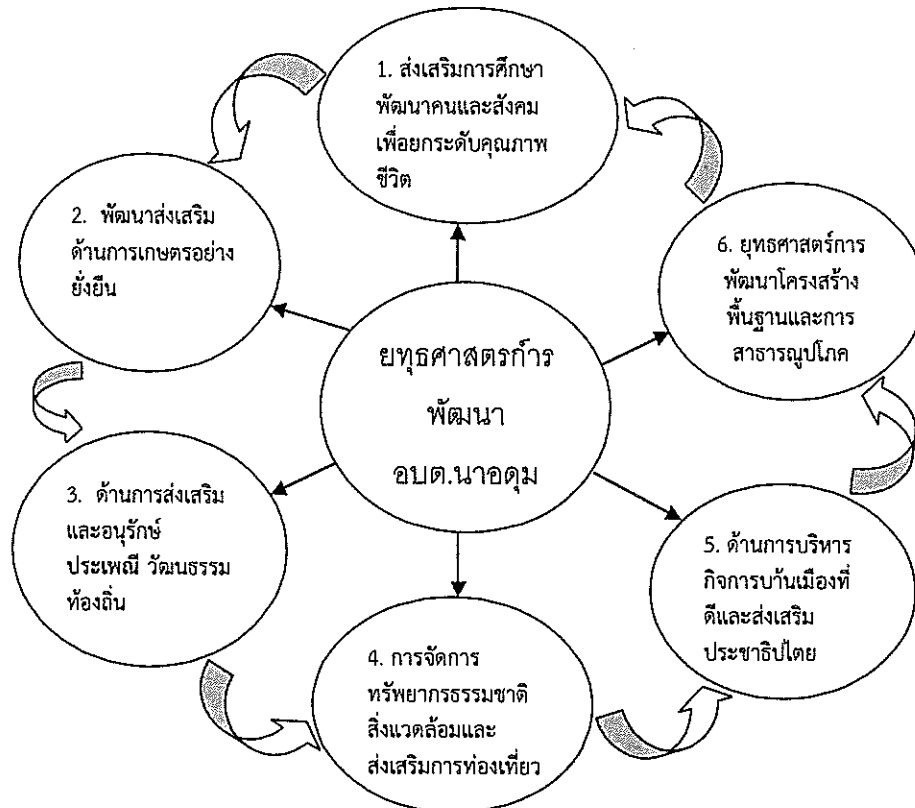 1. ส่งเสริมการศึกษา
พัฒนาคนและสังคม
เพื่อยกระดับคุณภาพ
ชีวิต
2. พัฒนาส่งเสริม
ด้านการเกษตรอย่าง
ยั่งยืน
3. ด้านการส่งเสริม
และอนุรักษ์
ประเพณี วัฒนธรรม
ท้องถิ่น
4. การจัดการ
ทรัพยากรธรรมชาติ
สิ่งแวดล้อมและ
ส่งเสริมการท่องเที่ยว
5. ด้านการบริหาร
กิจการบ้านเมืองที่
ดีและส่งเสริม
ประชาธิปไตย
6. ยุทธศาสตร์การ
พัฒนาโครงสร้าง
พื้นฐานและการ
สาธารณูปโภค
ยุทธศาสตร์การ
พัฒนา
อบต.นาอุดม